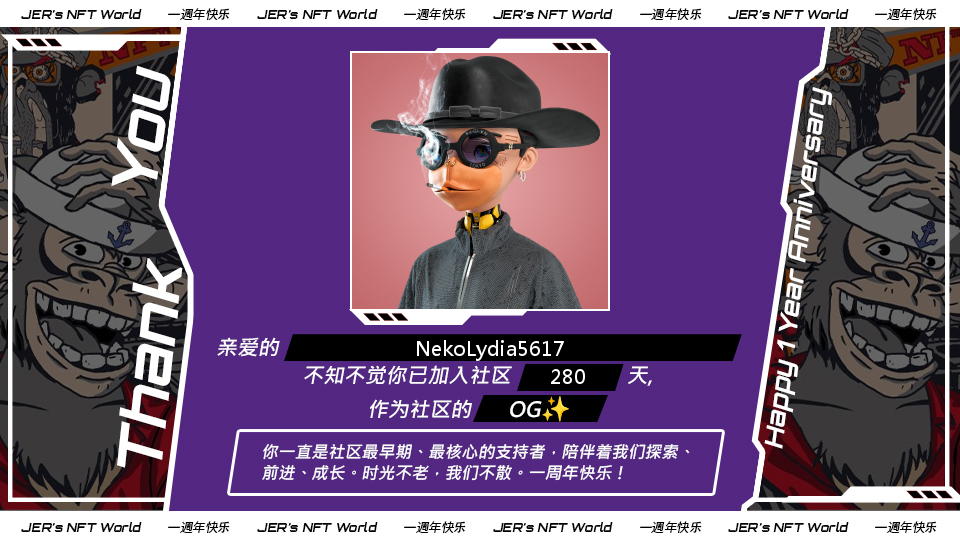 JER's NFT World 一週年快乐 JER's NFT World 一週年快乐 JER's NFT World 一週年快乐 JER's NFT World 一週年快乐
Thank You
亲爱的 NekoLydia5617
不知不觉你已加入社区 280 天,
作为社区的 OG✨
你一直是社区最早期、最核心的支持者，陪伴着我们探索、
前进、成长。时光不老，我们不散。一周年快乐！
Happy 1 Year Anniversary
JER's NFT World 一週年快乐 JER's NFT World 一週年快乐 JER's NFT World 一週年快乐 JER's NFT World 一週年快乐